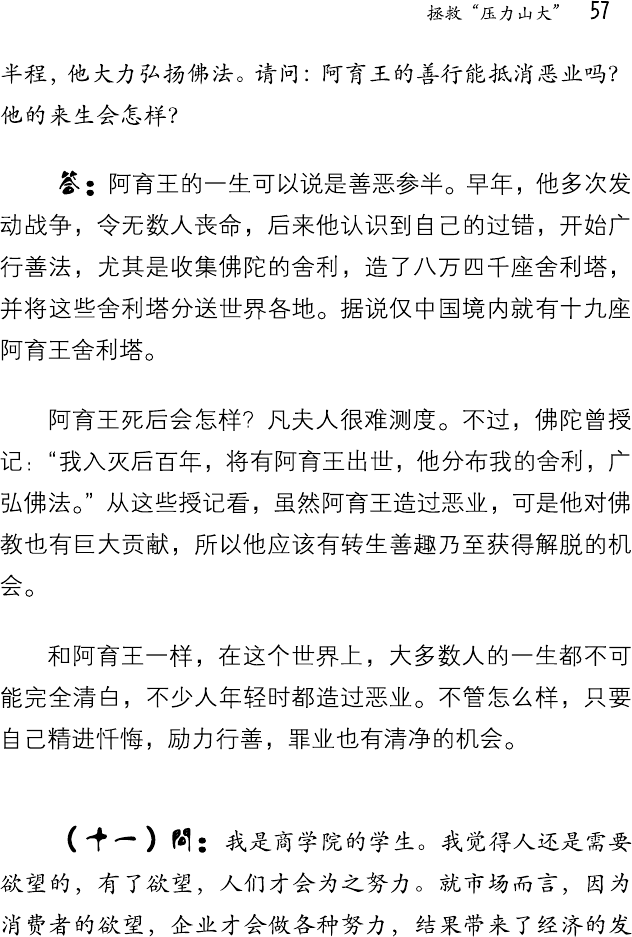 拯救“压力山大” 57
半程，他大力弘扬佛法。请问：阿育王的善行能抵消恶业吗？
他的来生会怎样？
答：阿育王的一生可以说是善恶参半。早年，他多次发
动战争，令无数人丧命，后来他认识到自己的过错，开始广
行善法，尤其是收集佛陀的舍利，造了八万四千座舍利塔，
并将这些舍利塔分送世界各地。据说仅中国境内就有十九座
阿育王舍利塔。
阿育王死后会怎样？凡夫人很难测度。不过，佛陀曾授
记：“我入灭后百年，将有阿育王出世，他分布我的舍利，广
弘佛法。”从这些授记看，虽然阿育王造过恶业，可是他对佛
教也有巨大贡献，所以他应该有转生善趣乃至获得解脱的机
会。
和阿育王一样，在这个世界上，大多数人的一生都不可
能完全清白，不少人年轻时都造过恶业。不管怎么样，只要
自己精进忏悔，励力行善，罪业也有清净的机会。
（十一）問：我是商学院的学生。我觉得人还是需要
欲望的，有了欲望，人们才会为之努力。就市场而言，因为
消费者的欲望，企业才会做各种努力，结果带来了经济的发